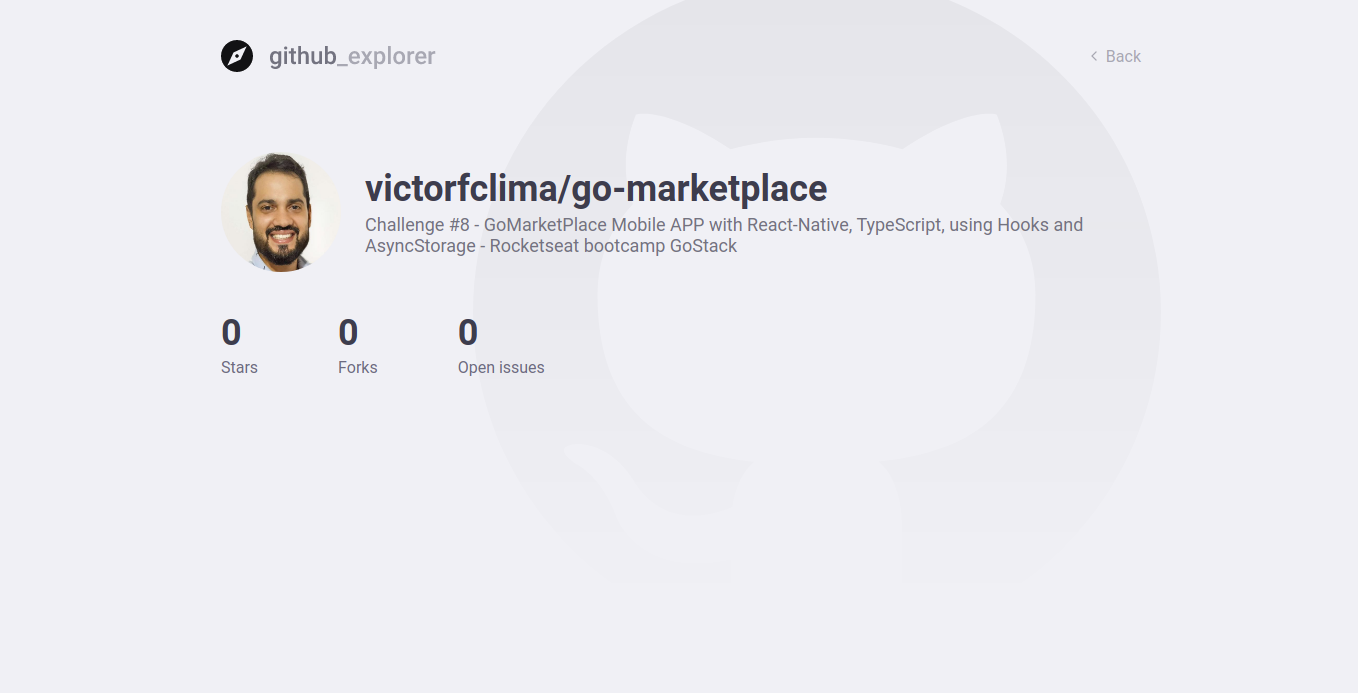 github_explorer
Back
victorfclima/go-marketplace
Challenge #8 - GoMarketPlace Mobile APP with React-Native, TypeScript, using Hooks and
AsyncStorage - Rocketseat bootcamp GoStack
0 0 0
Stars Forks Open issues